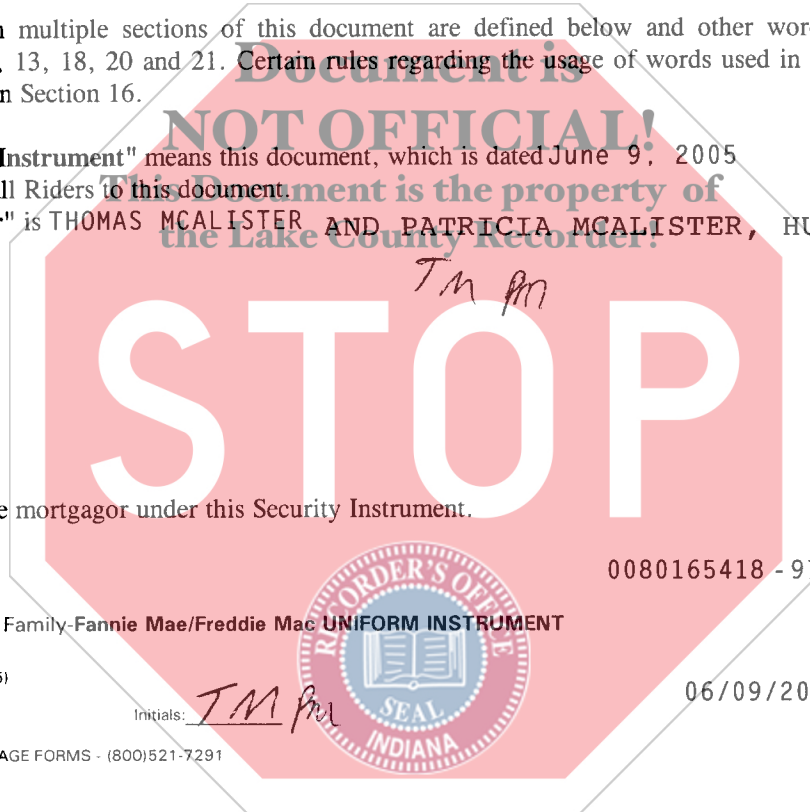 multiple sections of this document are defined below and other wor
13, 18, 20 and 21. Certain rules regarding the usage of words used in
n Section 16.
Document is
NOT OFFICIAL!
This Document is the property of
the Lake County Recorder!
Instrument" means this document, which is dated June 9, 2005
ll Riders to this document.
" is THOMAS MCALISTER AND PATRICIA MCALISTER, HU
TM PM
STOP
e mortgagor under this Security Instrument.
0080165418 - 9
Family-Fannie Mae/Freddie Mac UNIFORM INSTRUMENT
RECORDER'S OFFICE
SEAL
INDIANA
Initials: TM PM
06/09/20
AGE FORMS - (800)521-7291